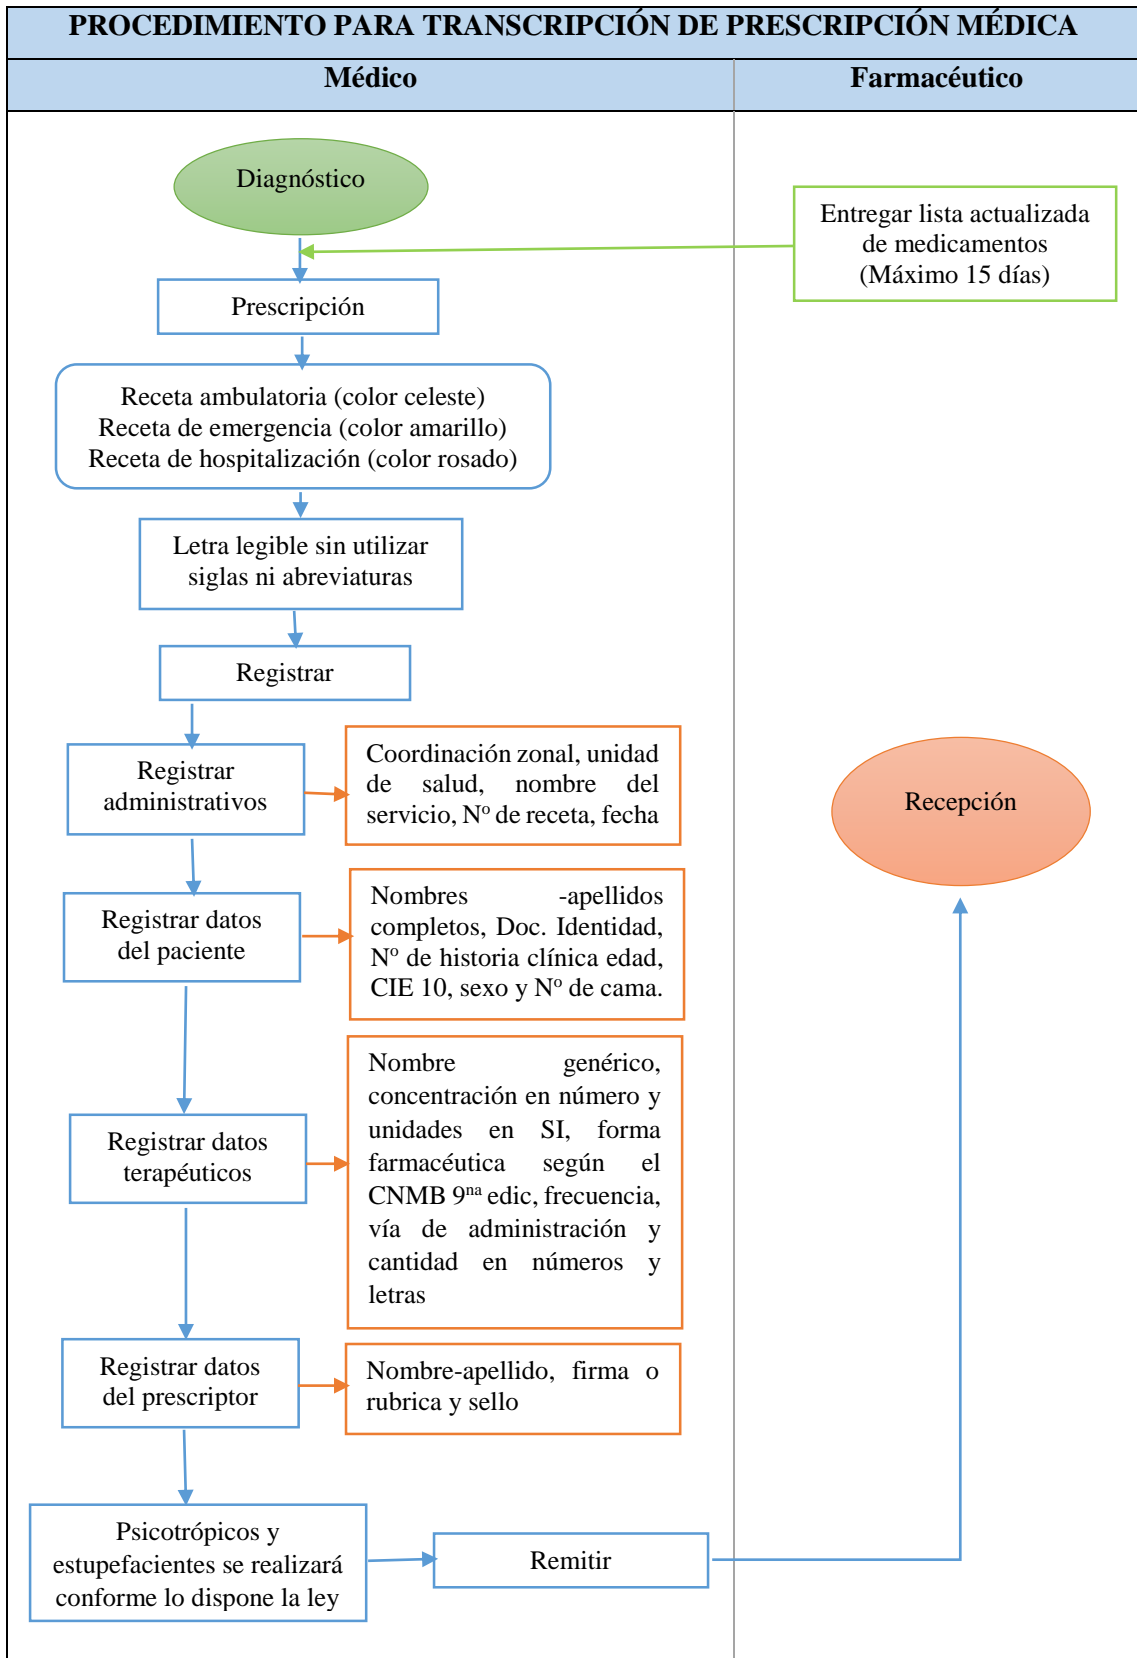 PROCEDIMIENTO PARA TRANSCRIPCIÓN DE PRESCRIPCIÓN MÉDICA
Médico
Farmacéutico
Diagnóstico
Entregar lista actualizada
de medicamentos
(Máximo 15 días)
Prescripción
Receta ambulatoria (color celeste)
Receta de emergencia (color amarillo)
Receta de hospitalización (color rosado)
Letra legible sin utilizar
siglas ni abreviaturas
Registrar
Registrar
administrativos
Coordinación zonal, unidad
de salud, nombre del
servicio, Nº de receta, fecha
Recepción
Registrar datos
del paciente
Nombres -apellidos
completos, Doc. Identidad,
Nº de historia clínica edad,
CIE 10, sexo y Nº de cama.
Registrar datos
terapéuticos
Nombre genérico,
concentración en número y
unidades en SI, forma
farmacéutica según el
CNMB 9na edic, frecuencia,
vía de administración y
cantidad en números y
letras
Registrar datos
del prescriptor
Nombre-apellido, firma o
rubrica y sello
Psicotrópicos y
estupefacientes se realizará
conforme lo dispone la ley
Remitir